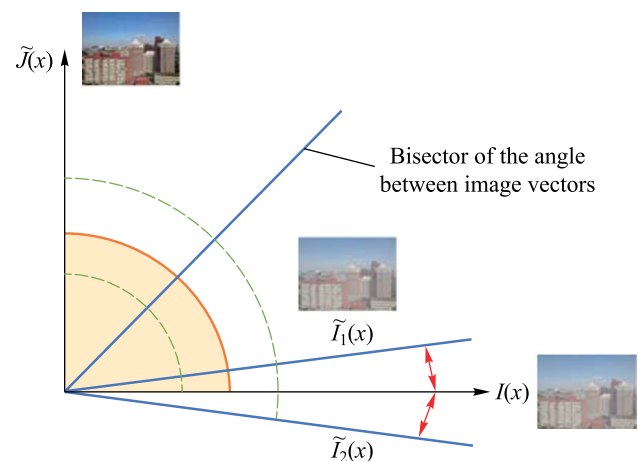 J̃(x)
Bisector of the angle
between image vectors
Ĩ₁(x)
I(x)
Ĩ₂(x)